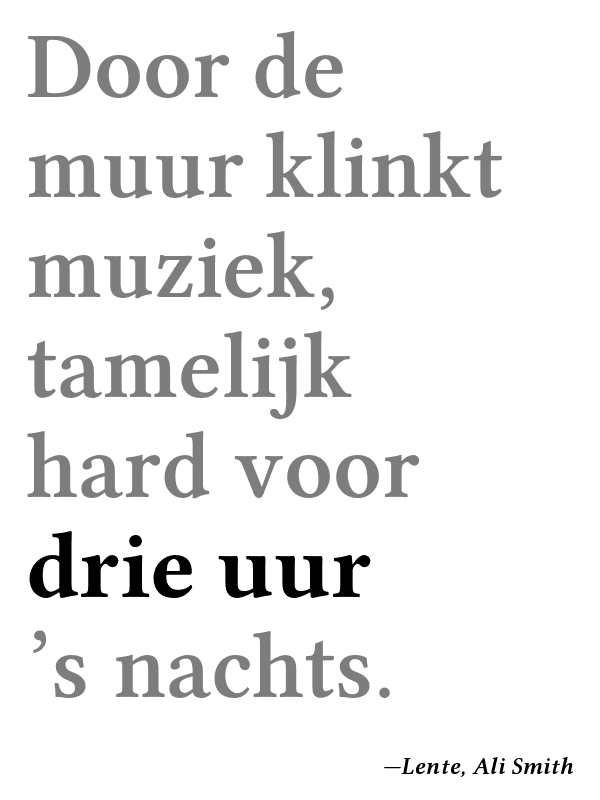 Door de
muur klinkt
muziek,
tamelijk
hard voor
drie uur
’s nachts.
—Lente, Ali Smith